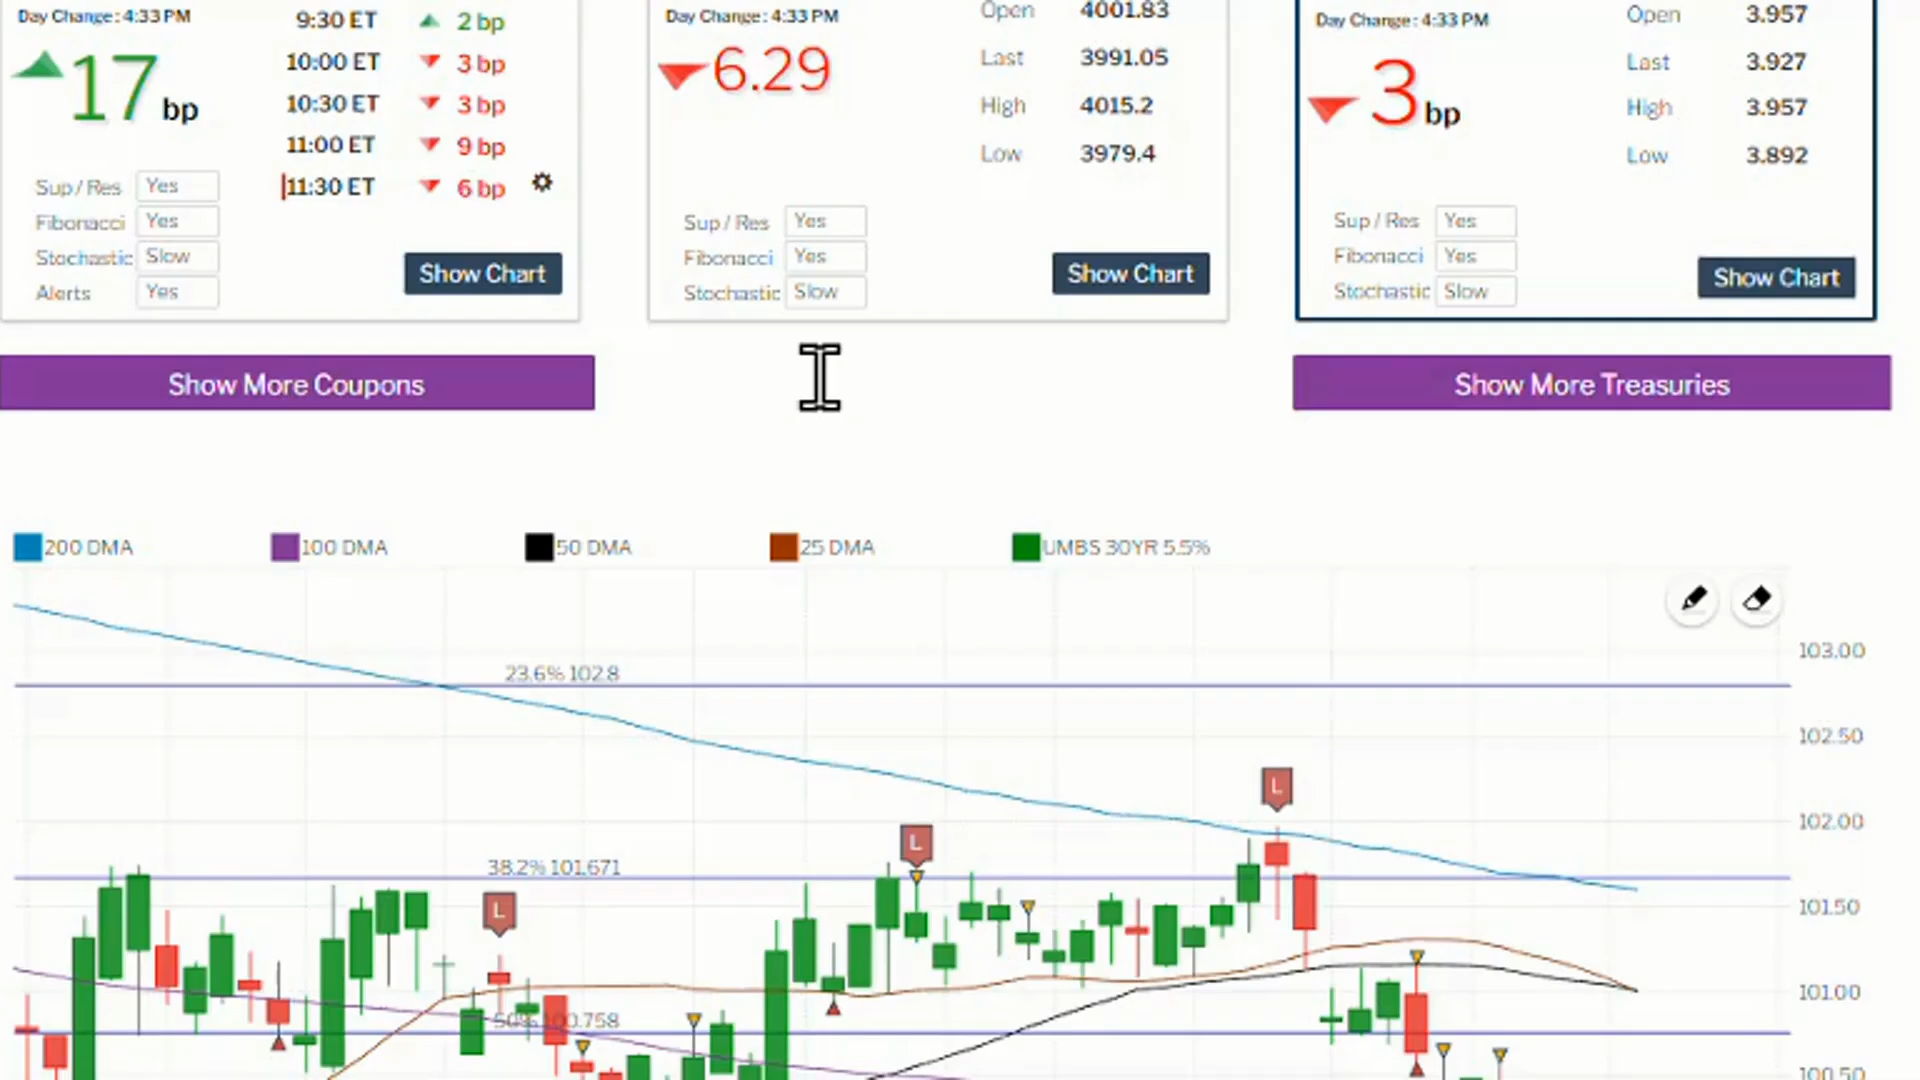 Day Change: 4:33 PM
17 bp
9:30 ET 2 bp
10:00 ET 3 bp
10:30 ET 3 bp
11:00 ET 9 bp
11:30 ET 6 bp
Sup / Res Yes
Fibonacci Yes
Stochastic Slow
Alerts Yes
Show Chart
Day Change: 4:33 PM
6.29
Open 4001.83
Last 3991.05
High 4015.2
Low 3979.4
Sup / Res Yes
Fibonacci Yes
Stochastic Slow
Show Chart
Day Change: 4:33 PM
3 bp
Open 3.957
Last 3.927
High 3.957
Low 3.892
Sup / Res Yes
Fibonacci Yes
Stochastic Slow
Show Chart
Show More Coupons
Show More Treasuries
200 DMA 100 DMA 50 DMA 25 DMA UMBS 30YR 5.5%
103.00
23.6% 102.8
102.50
L
102.00
L
38.2% 101.671
L
101.50
101.00
50% 100.758
100.50